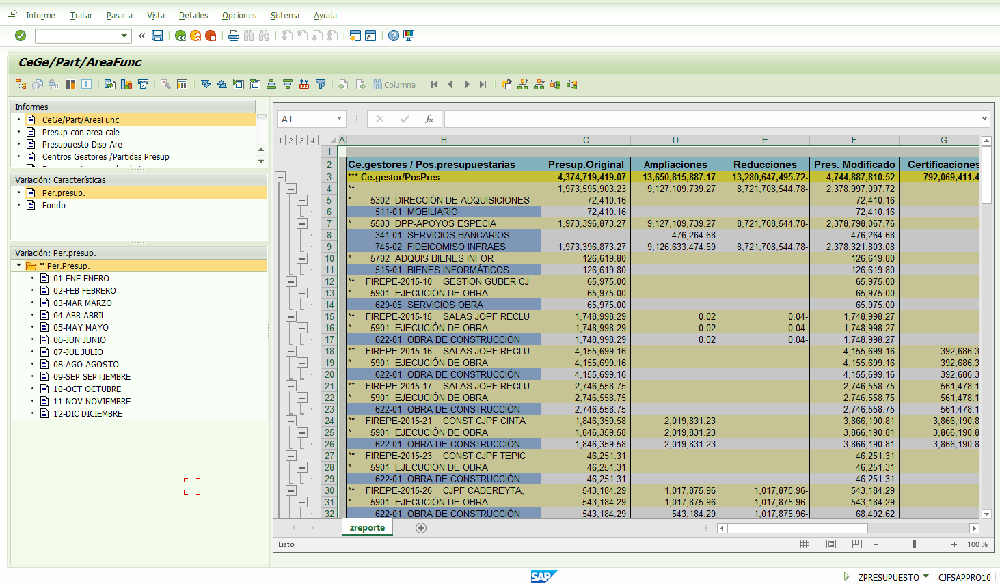 Informe Tratar Pasar a Vista Detalles Opciones Sistema Ayuda
CeGe/Part/AreaFunc
Columna
Informes
CeGe/Part/AreaFunc
Presup con area cale
Presupuesto Disp Are
Centros Gestores /Partidas Presup
Variación: Características
Per.presup.
Fondo
Variación: Per.presup.
* Per.Presup.
01-ENE ENERO
02-FEB FEBRERO
03-MAR MARZO
04-ABR ABRIL
05-MAY MAYO
06-JUN JUNIO
07-JUL JULIO
08-AGO AGOSTO
09-SEP SEPTIEMBRE
10-OCT OCTUBRE
11-NOV NOVIEMBRE
12-DIC DICIEMBRE
A1 fx
1 2 3 4 A B C D E F G
1
2 Ce.gestores / Pos.presupuestarias Presup.Original Ampliaciones Reducciones Pres. Modificado Certificaciones
3 *** Ce.gestor/PosPres 4,374,719,419.07 13,650,815,887.17 13,280,647,495.72- 4,744,887,810.52 792,069,411.4
4 ** 1,973,595,903.23 9,127,109,739.27 8,721,708,544.78- 2,378,997,097.72
5 * 5302 DIRECCIÓN DE ADQUISICIONES 72,410.16 72,410.16
6 511-01 MOBILIARIO 72,410.16 72,410.16
7 * 5503 DPP-APOYOS ESPECIA 1,973,396,873.27 9,127,109,739.27 8,721,708,544.78- 2,378,798,067.76
8 341-01 SERVICIOS BANCARIOS 476,264.68 476,264.68
9 745-02 FIDEICOMISO INFRAES 1,973,396,873.27 9,126,633,474.59 8,721,708,544.78- 2,378,321,803.08
10 * 5702 ADQUIS BIENES INFOR 126,619.80 126,619.80
11 515-01 BIENES INFORMÁTICOS 126,619.80 126,619.80
12 ** FIREPE-2015-10 GESTION GUBER CJ 65,975.00 65,975.00
13 * 5901 EJECUCIÓN DE OBRA 65,975.00 65,975.00
14 629-05 SERVICIOS OBRA 65,975.00 65,975.00
15 ** FIREPE-2015-15 SALAS JOPF RECLU 1,748,998.29 0.02 0.04- 1,748,998.27
16 * 5901 EJECUCIÓN DE OBRA 1,748,998.29 0.02 0.04- 1,748,998.27
17 622-01 OBRA DE CONSTRUCCIÓN 1,748,998.29 0.02 0.04- 1,748,998.27
18 ** FIREPE-2015-16 SALAS JOPF RECLU 4,155,699.16 4,155,699.16 392,686.3
19 * 5901 EJECUCIÓN DE OBRA 4,155,699.16 4,155,699.16 392,686.3
20 622-01 OBRA DE CONSTRUCCIÓN 4,155,699.16 4,155,699.16 392,686.3
21 ** FIREPE-2015-17 SALAS JOPF RECLU 2,746,558.75 2,746,558.75 561,478.1
22 * 5901 EJECUCIÓN DE OBRA 2,746,558.75 2,746,558.75 561,478.1
23 622-01 OBRA DE CONSTRUCCIÓN 2,746,558.75 2,746,558.75 561,478.1
24 ** FIREPE-2015-21 CONST CJPF CINTA 1,846,359.58 2,019,831.23 3,866,190.81 3,866,190.8
25 * 5901 EJECUCIÓN DE OBRA 1,846,359.58 2,019,831.23 3,866,190.81 3,866,190.8
26 622-01 OBRA DE CONSTRUCCIÓN 1,846,359.58 2,019,831.23 3,866,190.81 3,866,190.8
27 ** FIREPE-2015-23 CONST CJPF TEPIC 46,251.31 46,251.31
28 * 5901 EJECUCIÓN DE OBRA 46,251.31 46,251.31
29 622-01 OBRA DE CONSTRUCCIÓN 46,251.31 46,251.31
30 ** FIREPE-2015-26 CJPF CADEREYTA, 543,184.29 1,017,875.96 1,017,875.96- 543,184.29
31 * 5901 EJECUCIÓN DE OBRA 543,184.29 1,017,875.96 1,017,875.96- 543,184.29
32 622-01 OBRA DE CONSTRUCCIÓN 543,184.29 543,184.29 1,017,875.96- 68,492.62
zreporte
Listo 100 %
SAP ZPRESUPUESTO CJFSAPPRO10